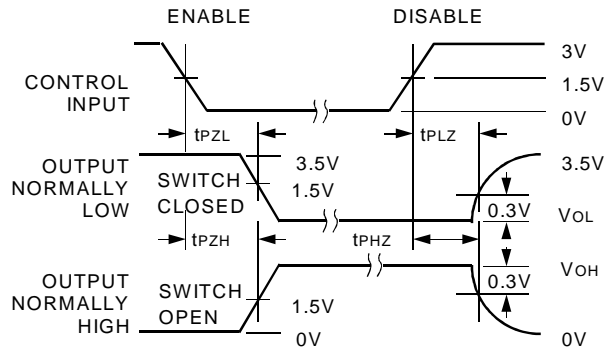 ENABLE DISABLE
CONTROL
INPUT
3V
1.5V
0V
tPZL tPLZ
OUTPUT
NORMALLY
LOW
SWITCH
CLOSED
3.5V
1.5V
3.5V
0.3V
VOL
tPZH tPHZ
OUTPUT
NORMALLY
HIGH
SWITCH
OPEN
1.5V
0V
0.3V
VOH
0V